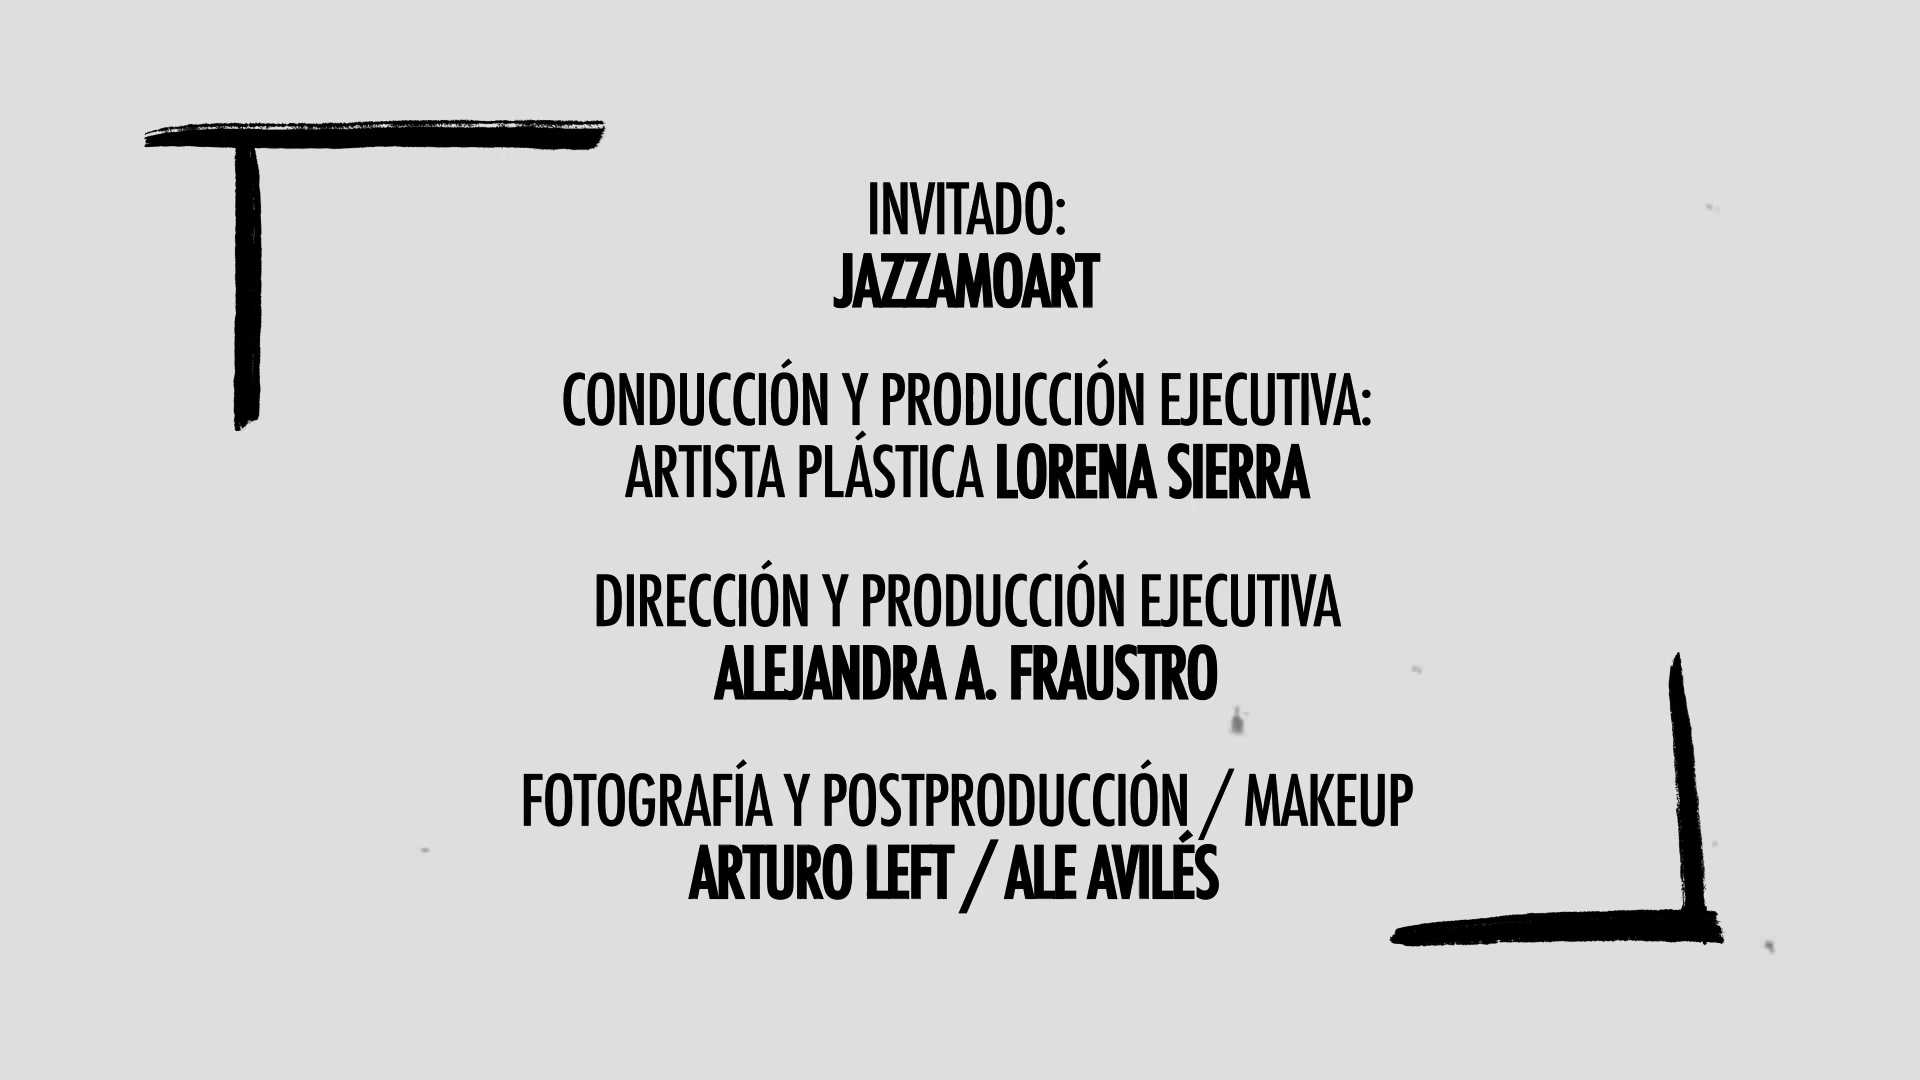 INVITADO:
JAZZAMOART
CONDUCCIÓN Y PRODUCCIÓN EJECUTIVA:
ARTISTA PLÁSTICA LORENA SIERRA
DIRECCIÓN Y PRODUCCIÓN EJECUTIVA
ALEJANDRA A. FRAUSTRO
FOTOGRAFÍA Y POSTPRODUCCIÓN / MAKEUP
ARTURO LEFT / ALE AVILÉS